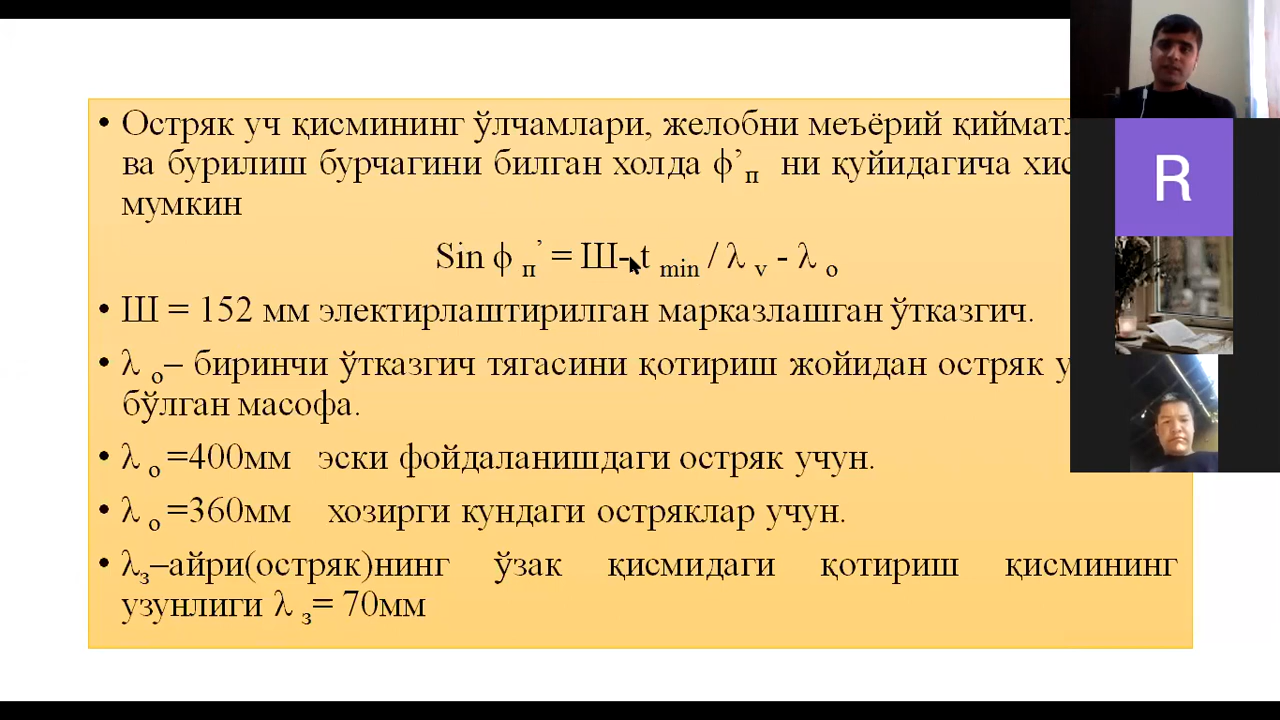 • Остряк уч қисмининг ўлчамлари, желобни меъёрий
ва бурилиш бурчагини билган холда ϕ’п ни қуйидагича
мумкин
Sin ϕ п’ = Ш- t min / λ v - λ o
• Ш = 152 мм электирлаштирилган марказлашган ўтказгич.
• λ о– биринчи ўтказгич тягасини қотириш жойидан остряк
бўлган масофа.
• λ о =400мм эски фойдаланишдаги остряк учун.
• λ о =360мм хозирги кундаги остряклар учун.
• λз–айри(остряк)нинг ўзак қисмидаги қотириш қисмининг
узунлиги λ з= 70мм
R